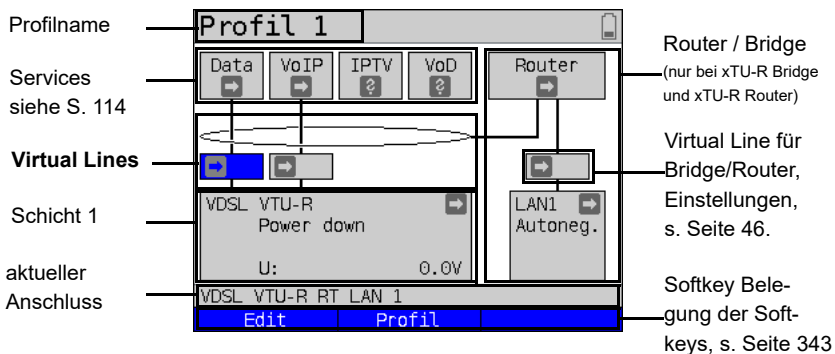 Profilname
Services
siehe S. 114
Virtual Lines
Schicht 1
aktueller
Anschluss
Profil 1
Data VoIP IPTV VoD
Router
VDSL VTU-R
Power down
U: 0.0V
LAN1
Autoneg.
VDSL VTU-R RT LAN 1
Edit Profil
Router / Bridge
(nur bei xTU-R Bridge
und xTU-R Router)
Virtual Line für
Bridge/Router,
Einstellungen,
s. Seite 46.
Softkey Bele-
gung der Soft-
keys, s. Seite 343